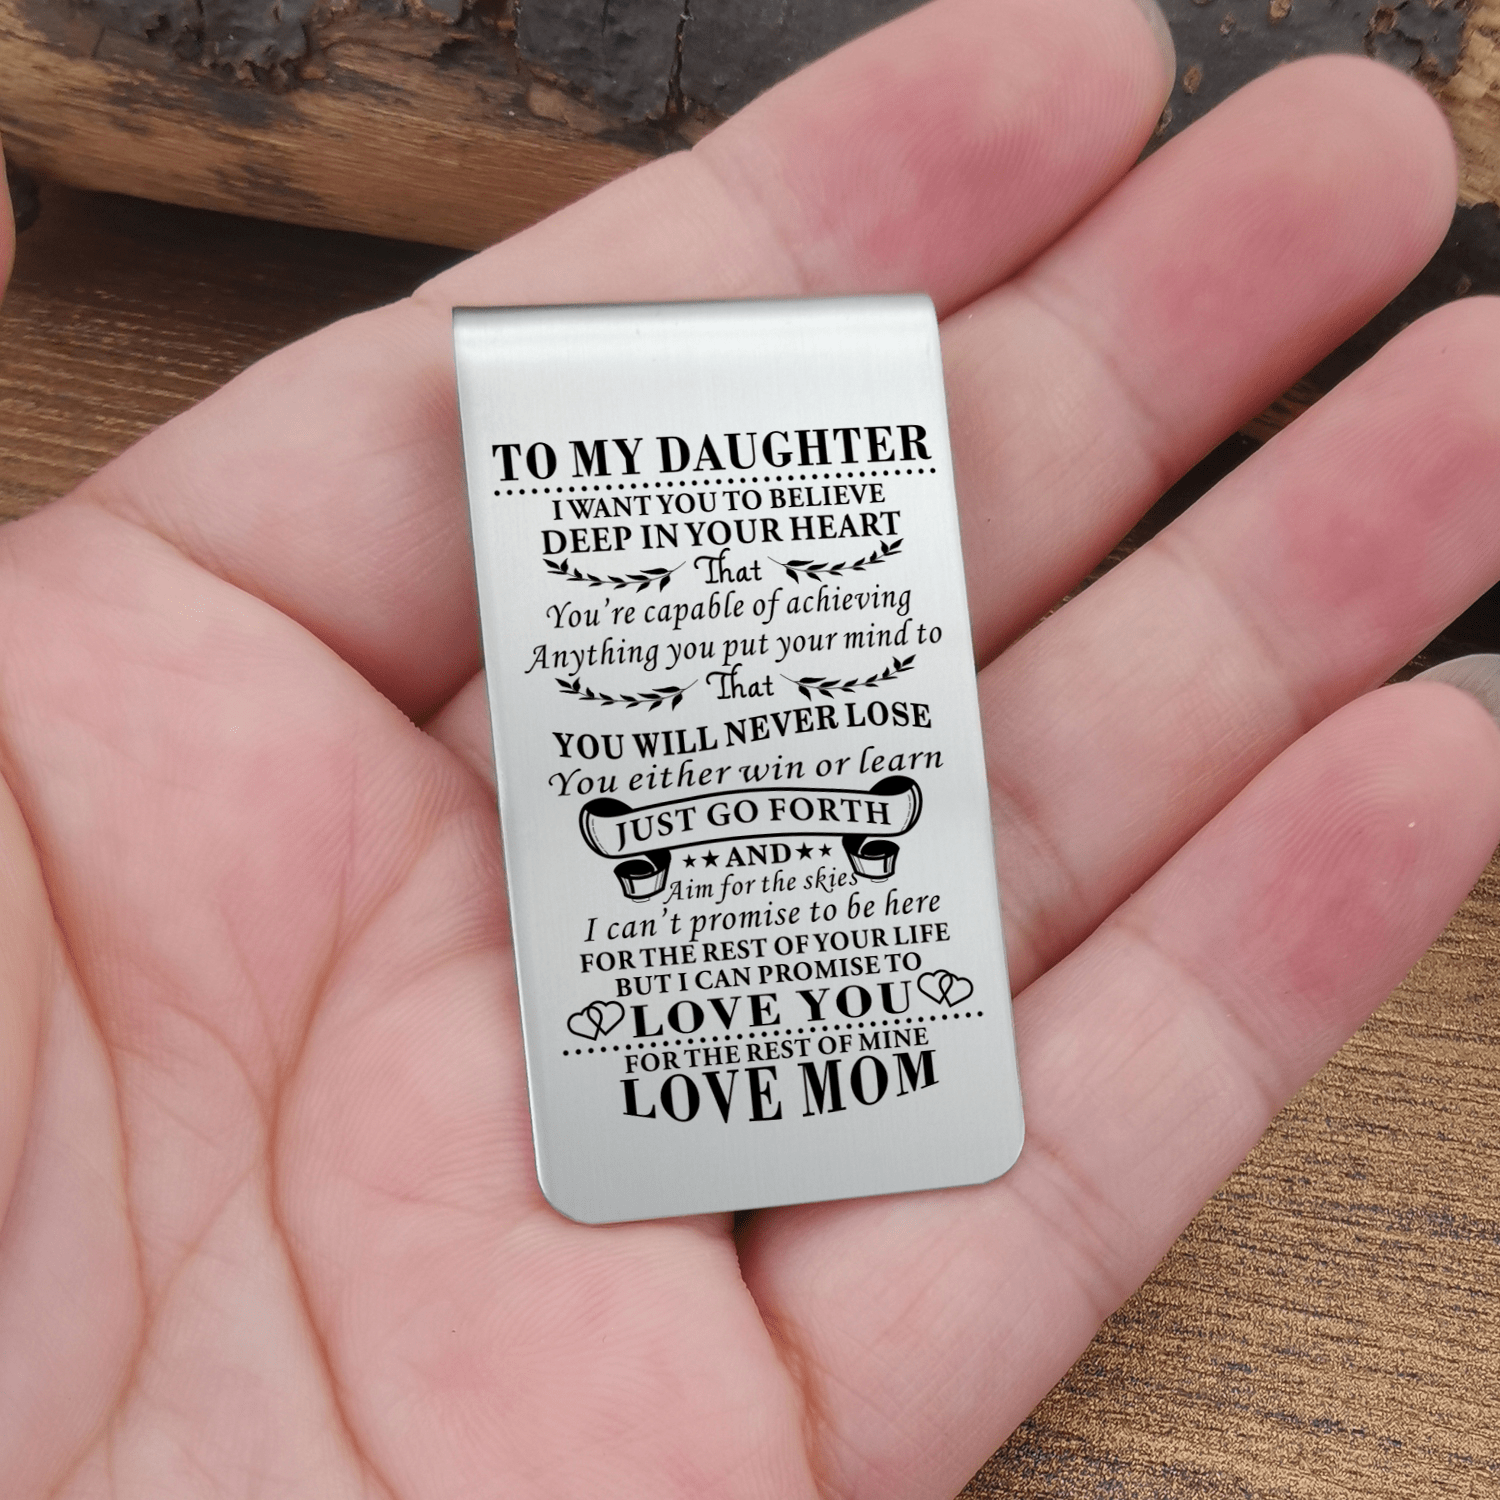 TO MY DAUGHTER
I WANT YOU TO BELIEVE
DEEP IN YOUR HEART
That
You're capable of achieving
Anything you put your mind to
That
YOU WILL NEVER LOSE
You either win or learn
JUST GO FORTH
AND
Aim for the skies
I can't promise to be here
FOR THE REST OF YOUR LIFE
BUT I CAN PROMISE TO
LOVE YOU
FOR THE REST OF MINE
LOVE MOM